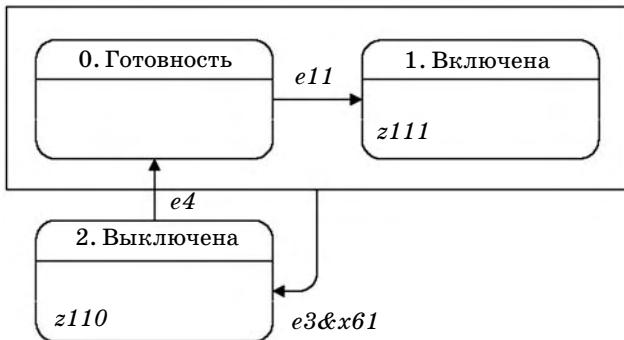 0. Готовность
1. Включена
e11
z111
e4
2. Выключена
z110
e3&x61